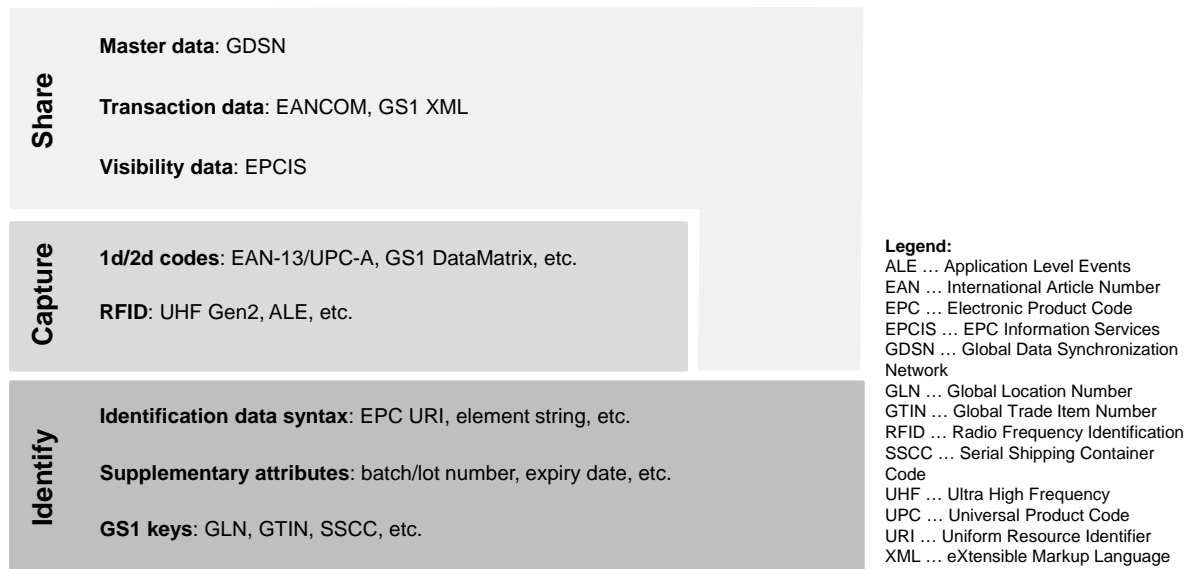 Share
Master data: GDSN
Transaction data: EANCOM, GS1 XML
Visibility data: EPCIS
Capture
1d/2d codes: EAN-13/UPC-A, GS1 DataMatrix, etc.
RFID: UHF Gen2, ALE, etc.
Identify
Identification data syntax: EPC URI, element string, etc.
Supplementary attributes: batch/lot number, expiry date, etc.
GS1 keys: GLN, GTIN, SSCC, etc.
Legend:
ALE … Application Level Events
EAN … International Article Number
EPC … Electronic Product Code
EPCIS … EPC Information Services
GDSN … Global Data Synchronization
Network
GLN … Global Location Number
GTIN … Global Trade Item Number
RFID … Radio Frequency Identification
SSCC … Serial Shipping Container
Code
UHF … Ultra High Frequency
UPC … Universal Product Code
URI … Uniform Resource Identifier
XML … eXtensible Markup Language